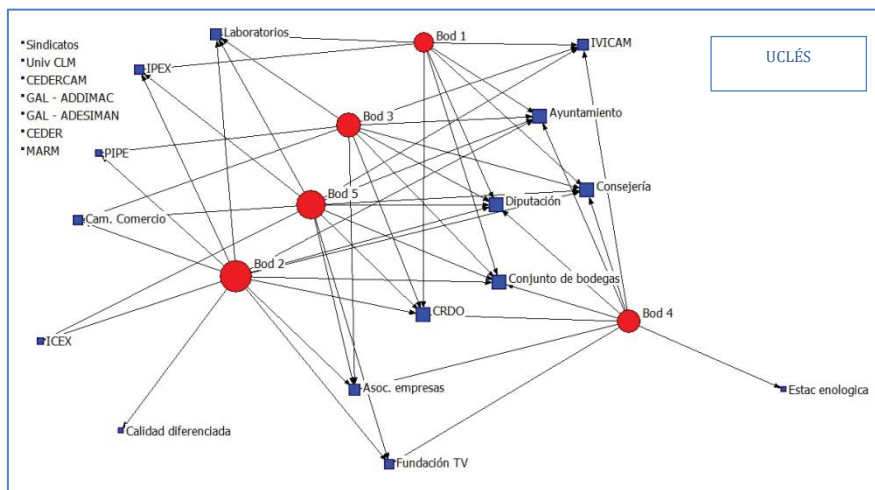 Laboratorios
Bod 1
IVICAM
UCLÉS
Sindicatos
Univ CLM
CEDERCAM
GAL - ADDIMAC
GAL - ADESIMAN
CEDER
MARM
IPEX
Ayuntamiento
Bod 3
PIPE
Consejería
Bod 5
Diputación
Cam. Comercio
Bod 2
Conjunto de bodegas
CRDO
Bod 4
ICEX
Asoc. empresas
Estac enologica
Calidad diferenciada
Fundación TV